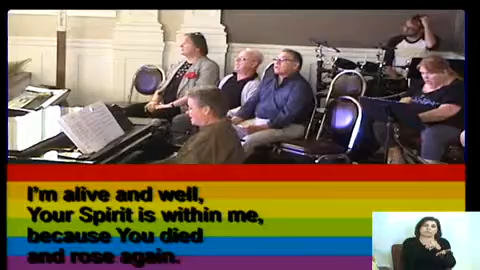 I'm alive and well,
Your Spirit is within me,
because You died
and rose again.